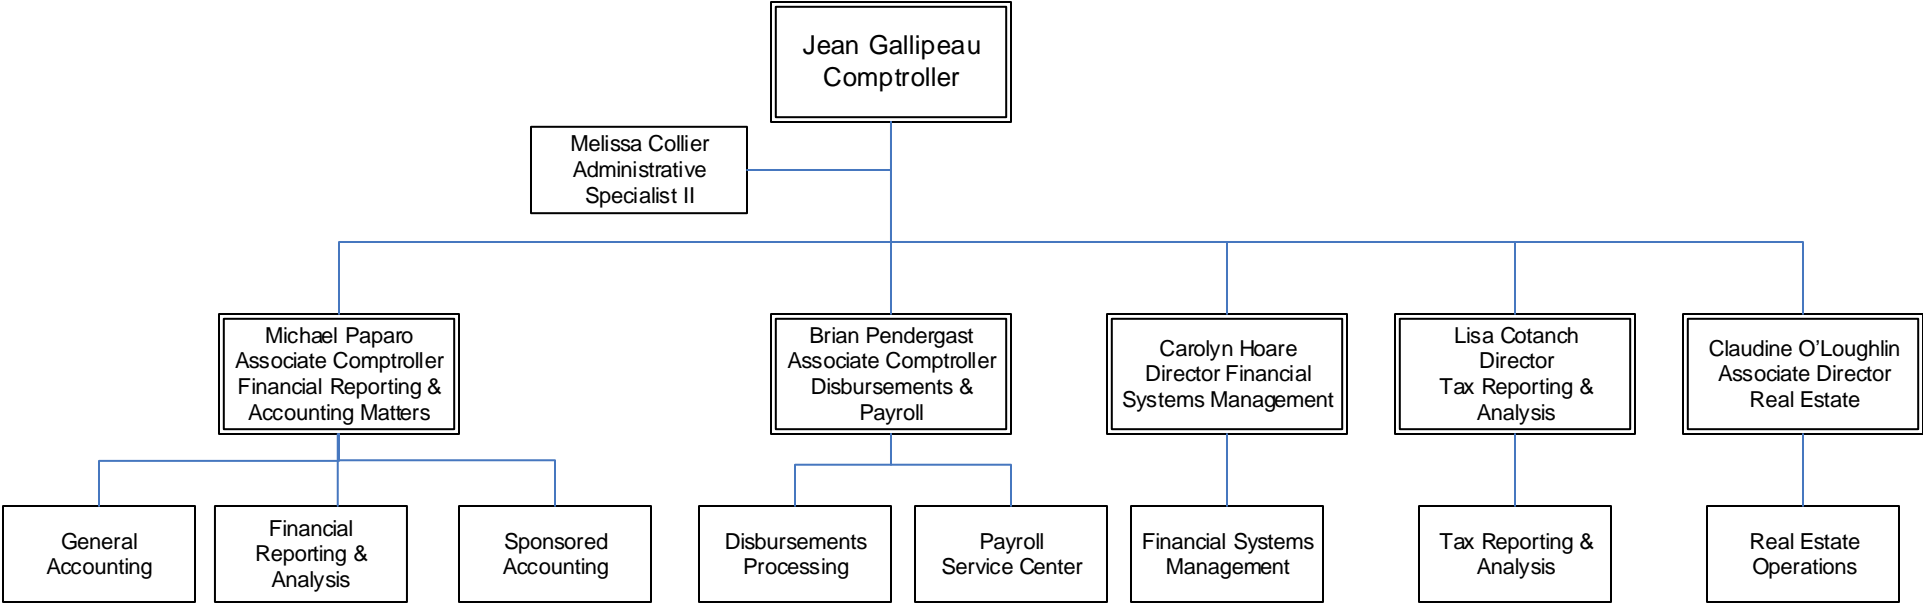 Jean Gallipeau
Comptroller
Melissa Collier
Administrative
Specialist II
Michael Paparo
Associate Comptroller
Financial Reporting &
Accounting Matters
Brian Pendergast
Associate Comptroller
Disbursements &
Payroll
Carolyn Hoare
Director Financial
Systems Management
Lisa Cotanch
Director
Tax Reporting &
Analysis
Claudine O’Loughlin
Associate Director
Real Estate
General
Accounting
Financial
Reporting &
Analysis
Sponsored
Accounting
Disbursements
Processing
Payroll
Service Center
Financial Systems
Management
Tax Reporting &
Analysis
Real Estate
Operations